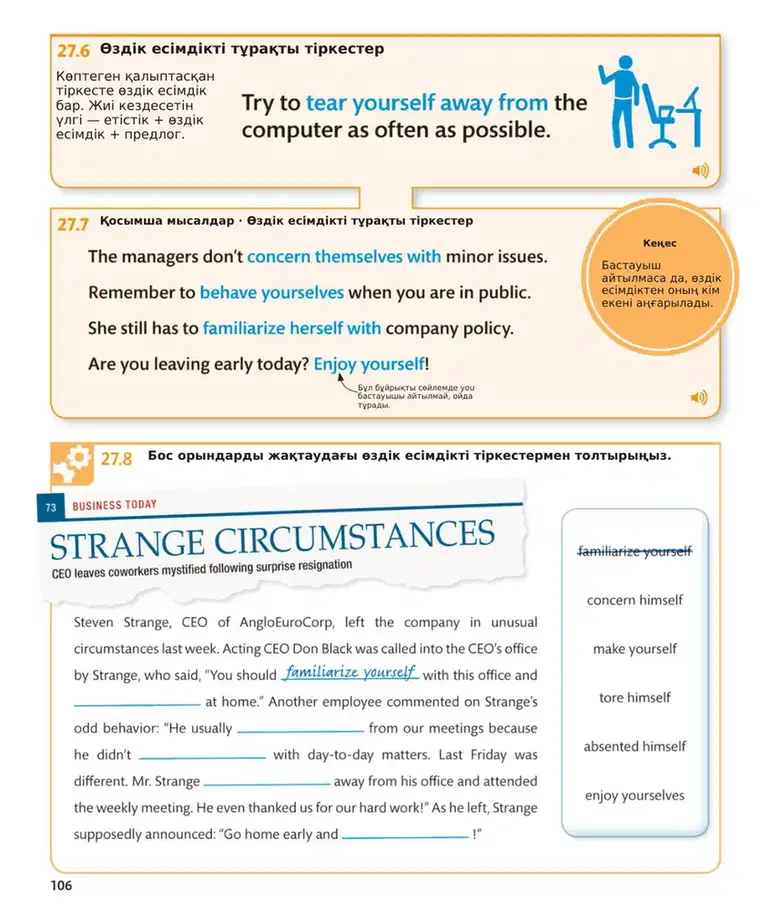 27.6 Өздік есімдікті тұрақты тіркестер
Көптеген қалыптасқан
тіркесте өздік есімдік
бар. Жиі кездесетін
үлгі — етістік + өздік
есімдік + предлог.
Try to tear yourself away from the
computer as often as possible.
27.7 Қосымша мысалдар · Өздік есімдікті тұрақты тіркестер
The managers don't concern themselves with minor issues.
Remember to behave yourselves when you are in public.
She still has to familiarize herself with company policy.
Are you leaving early today? Enjoy yourself!
Бұл бұйрықты сөйлемде you
бастауышы айтылмай, ойда
тұрады.
Кеңес
Бастауыш
айтылмаса да, өздік
есімдіктен оның кім
екені аңғарылады.
27.8 Бос орындарды жақтаудағы өздік есімдікті тіркестермен толтырыңыз.
73 BUSINESS TODAY
STRANGE CIRCUMSTANCES
CEO leaves coworkers mystified following surprise resignation
Steven Strange, CEO of AngloEuroCorp, left the company in unusual
circumstances last week. Acting CEO Don Black was called into the CEO's office
by Strange, who said, "You should familiarize yourself with this office and
____________ at home." Another employee commented on Strange's
odd behavior: "He usually ____________ from our meetings because
he didn't ____________ with day-to-day matters. Last Friday was
different. Mr. Strange ____________ away from his office and attended
the weekly meeting. He even thanked us for our hard work!" As he left, Strange
supposedly announced: "Go home early and ____________ !"
familiarize yourself
concern himself
make yourself
tore himself
absented himself
enjoy yourselves
106